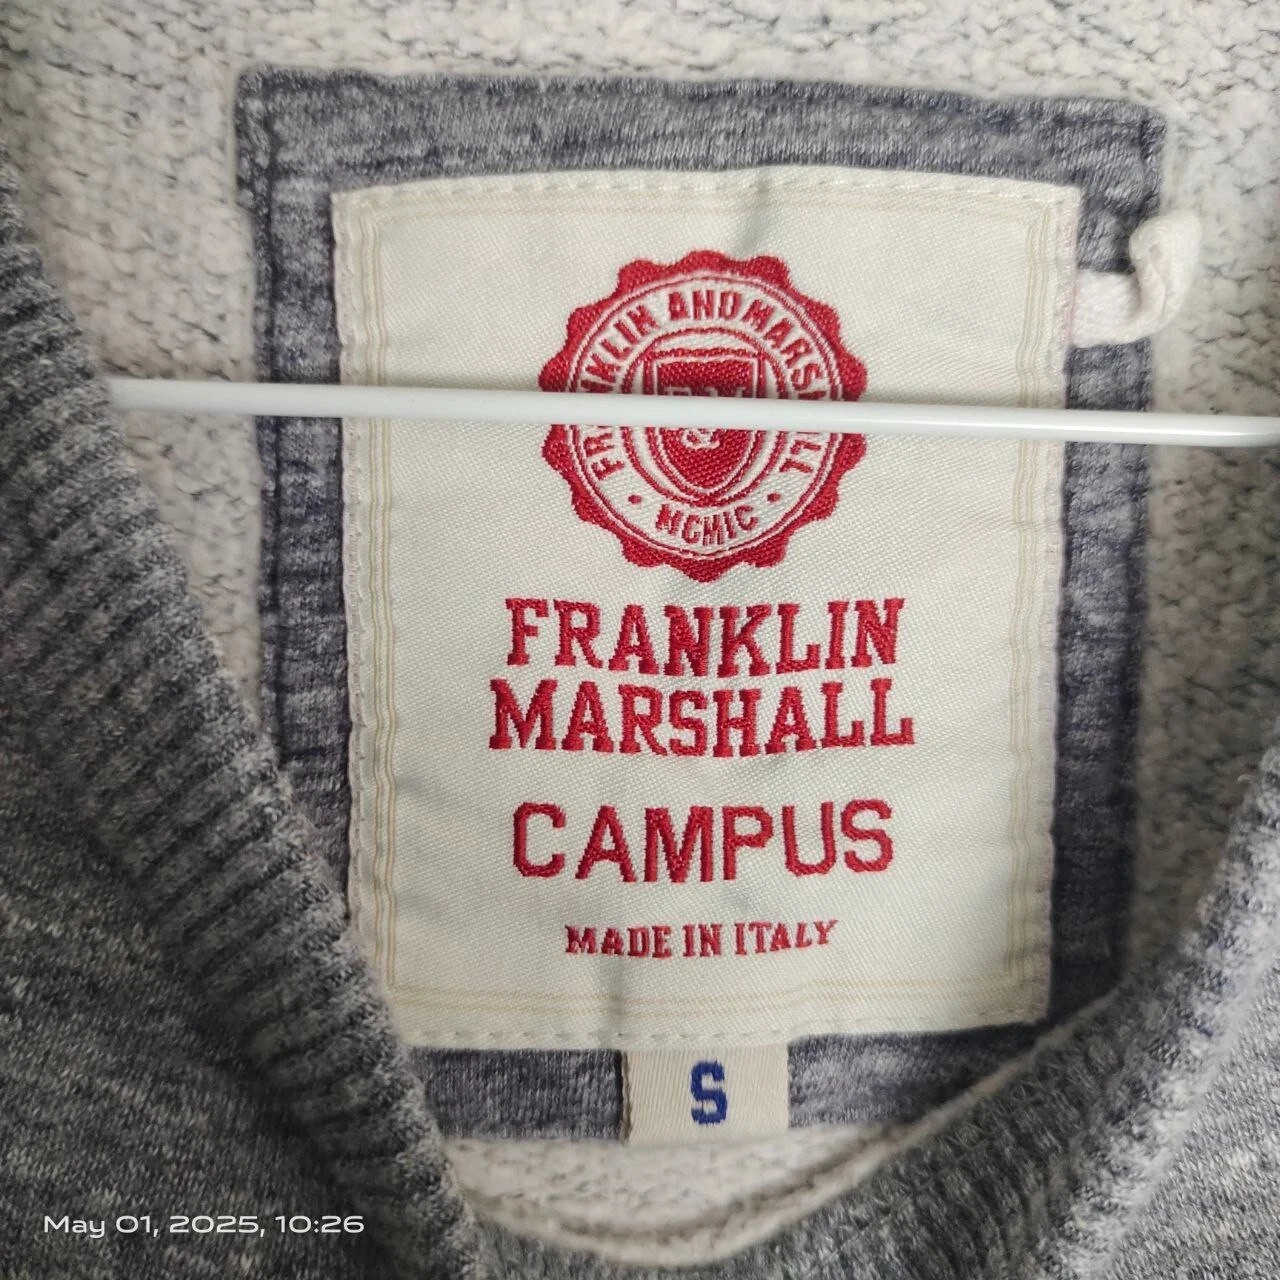 FRANKLIN AND MARSHALL
F M
&
• MCMIC •
FRANKLIN
MARSHALL
CAMPUS
MADE IN ITALY
S
May 01, 2025, 10:26